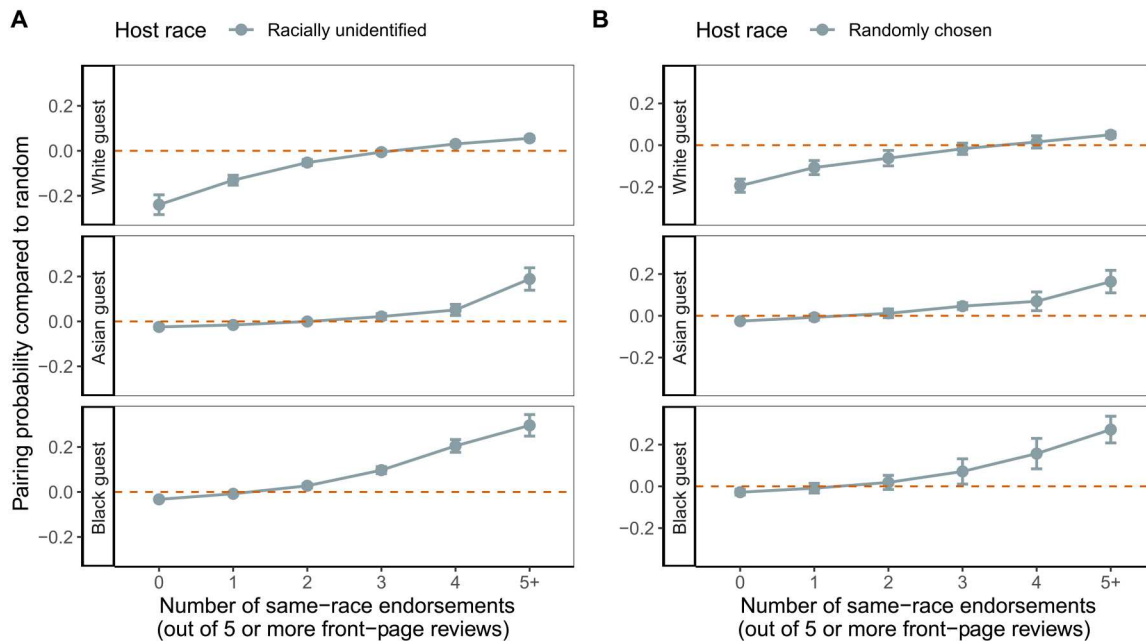 A
Host race
Racially unidentified
Pairing probability compared to random
White guest
0.2
0.0
−0.2
Asian guest
0.2
0.0
−0.2
Black guest
0.2
0.0
−0.2
0 1 2 3 4 5+
Number of same−race endorsements
(out of 5 or more front−page reviews)
B
Host race
Randomly chosen
White guest
0.2
0.0
−0.2
Asian guest
0.2
0.0
−0.2
Black guest
0.2
0.0
−0.2
0 1 2 3 4 5+
Number of same−race endorsements
(out of 5 or more front−page reviews)